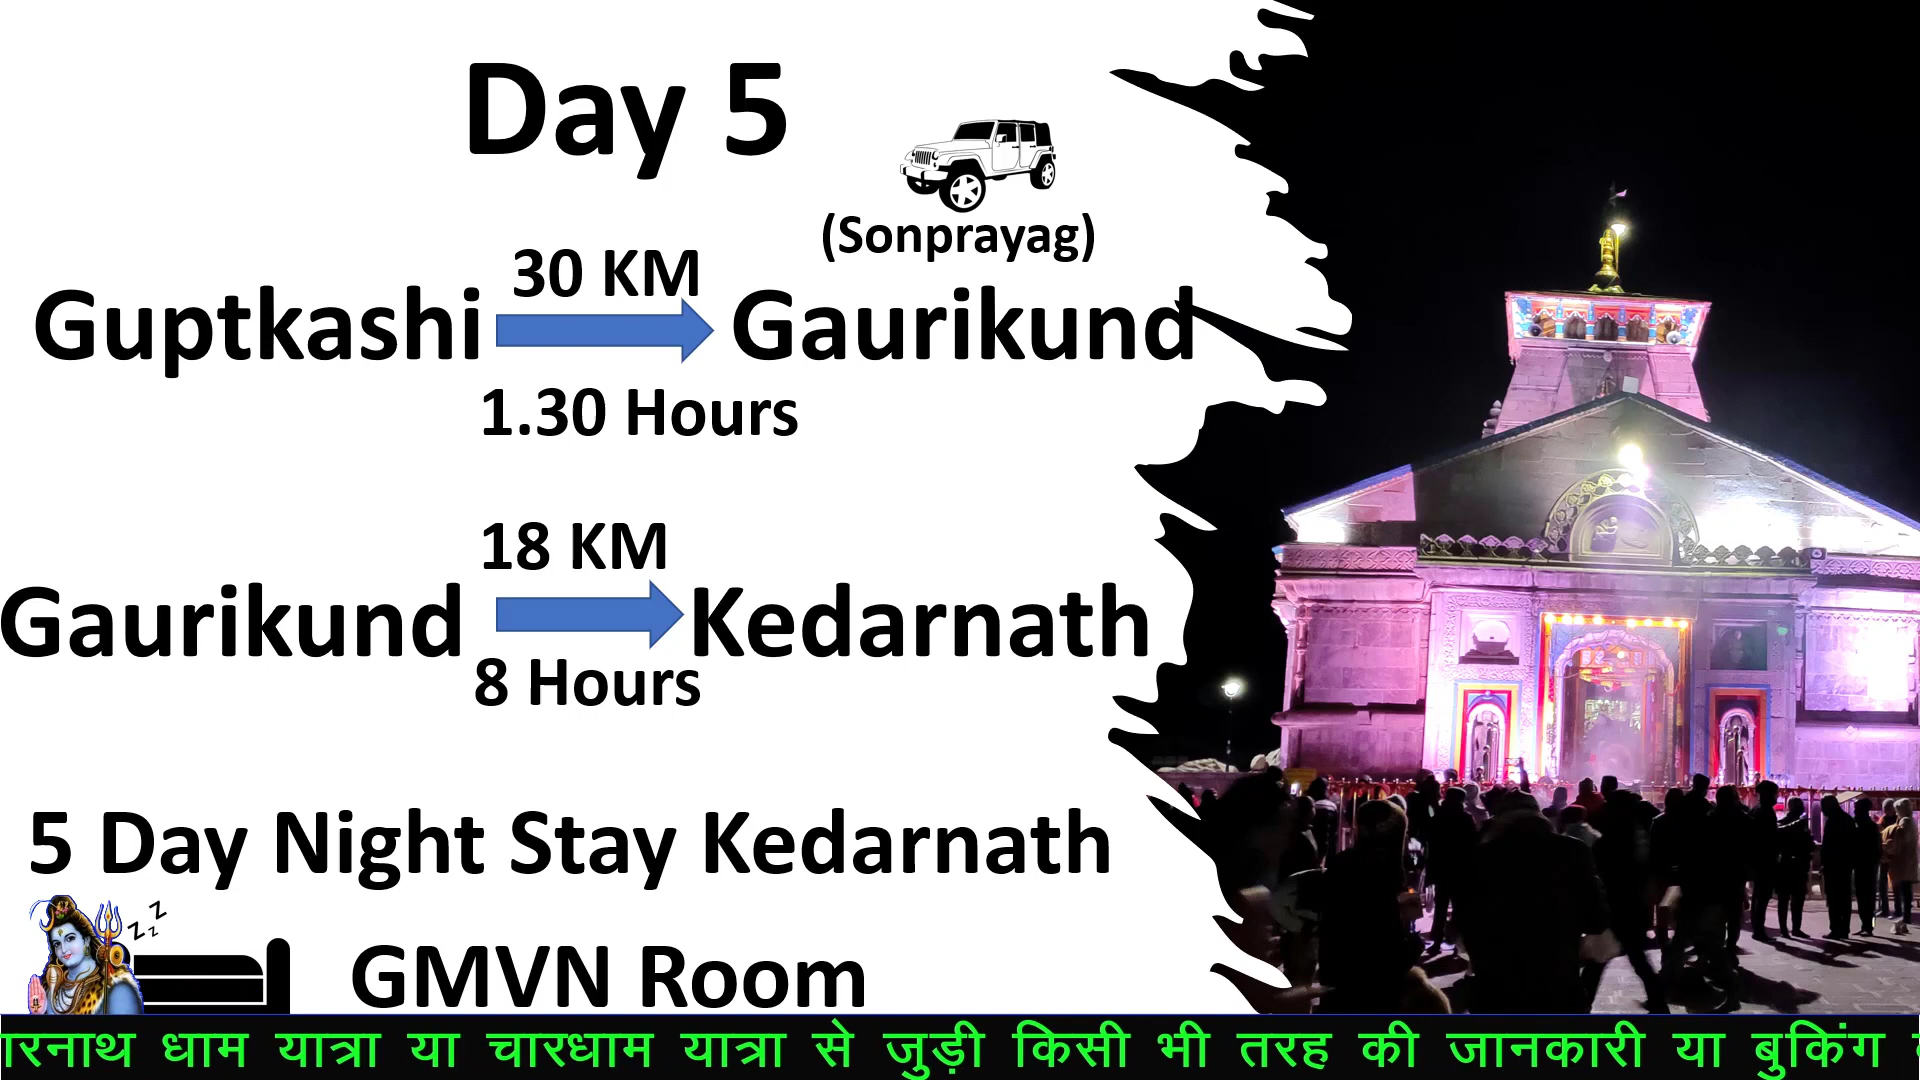 Day 5
(Sonprayag)
30 KM
Guptkashi Gaurikund
1.30 Hours
18 KM
Gaurikund Kedarnath
8 Hours
5 Day Night Stay Kedarnath
z z z
GMVN Room
ारनाथ धाम यात्रा या चारधाम यात्रा से जुड़ी किसी भी तरह की जानकारी या बुकिंग